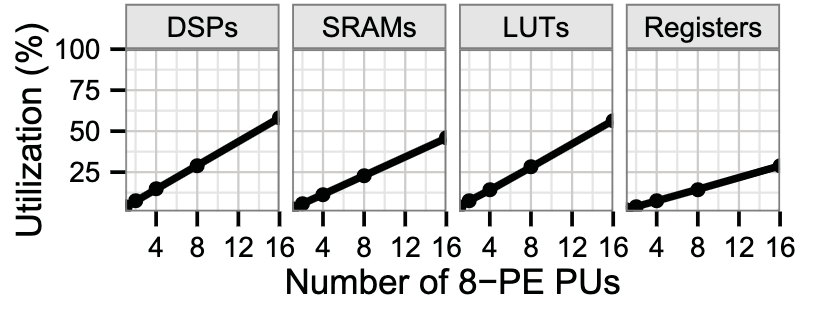 DSPs SRAMs LUTs Registers
Utilization (%)
100
75
50
25
4 8 12 16 4 8 12 16 4 8 12 16 4 8 12 16
Number of 8−PE PUs